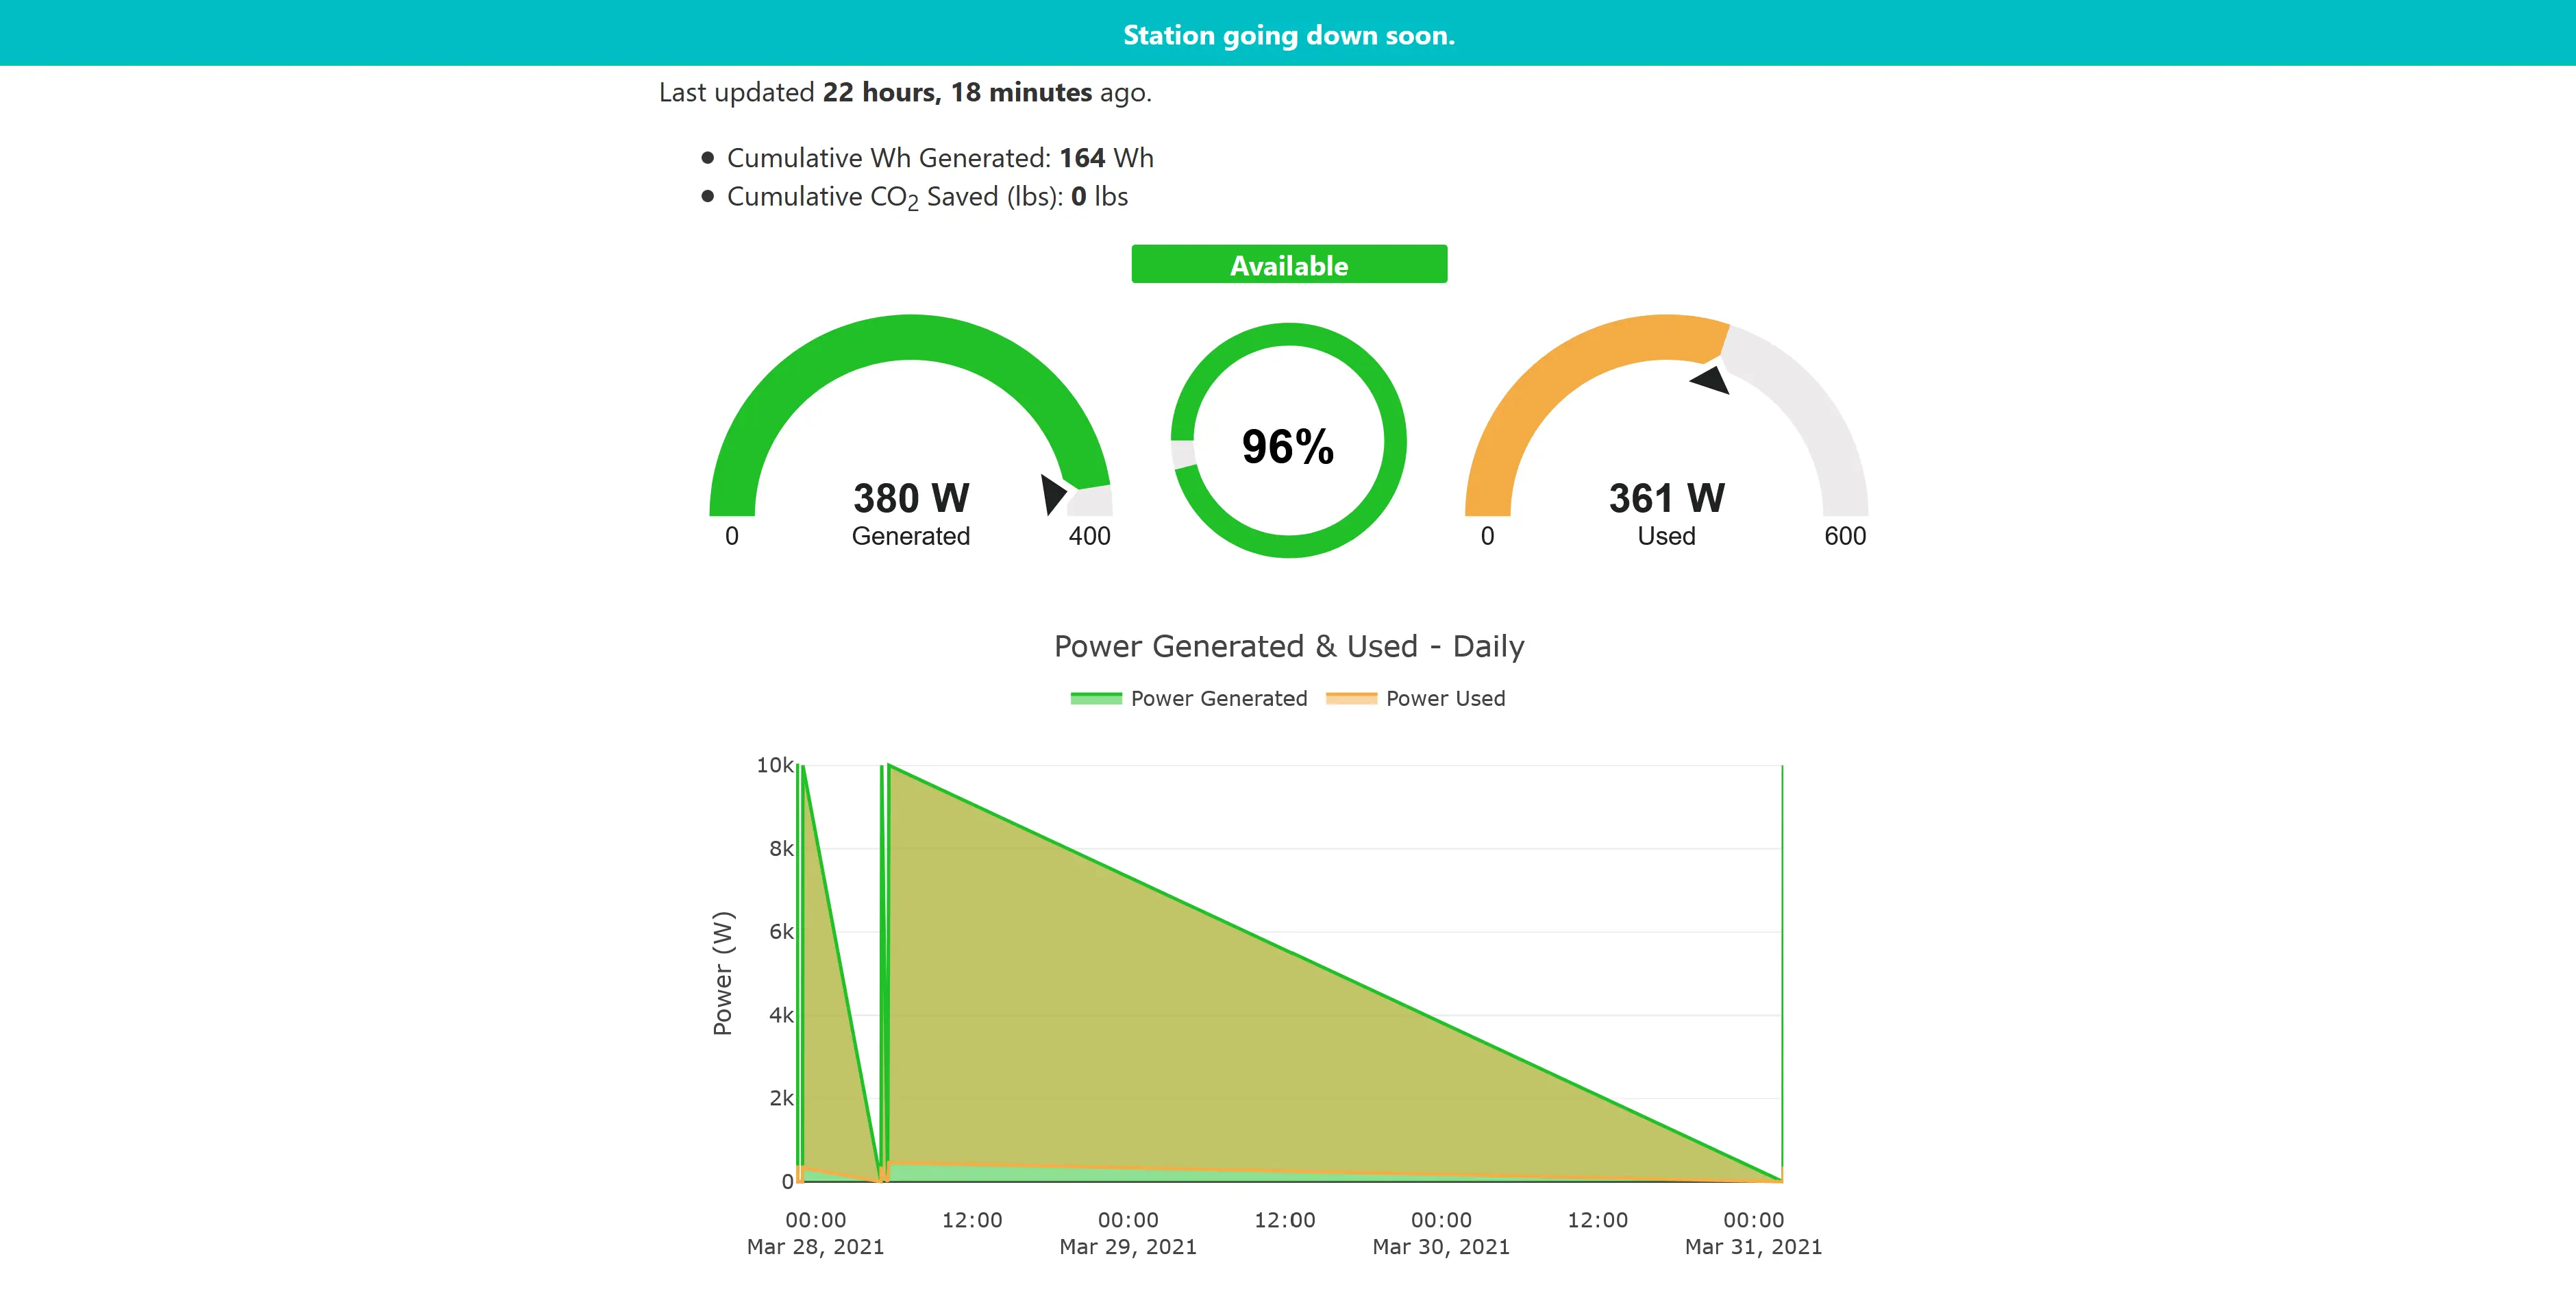 Station going down soon.
Last updated 22 hours, 18 minutes ago.
Cumulative Wh Generated: 164 Wh
Cumulative CO2 Saved (lbs): 0 lbs
Available
380 W
Generated
0
400
96%
361 W
Used
0
600
Power Generated & Used - Daily
Power Generated
Power Used
Power (W)
10k
8k
6k
4k
2k
0
00:00
Mar 28, 2021
12:00
00:00
Mar 29, 2021
12:00
00:00
Mar 30, 2021
12:00
00:00
Mar 31, 2021